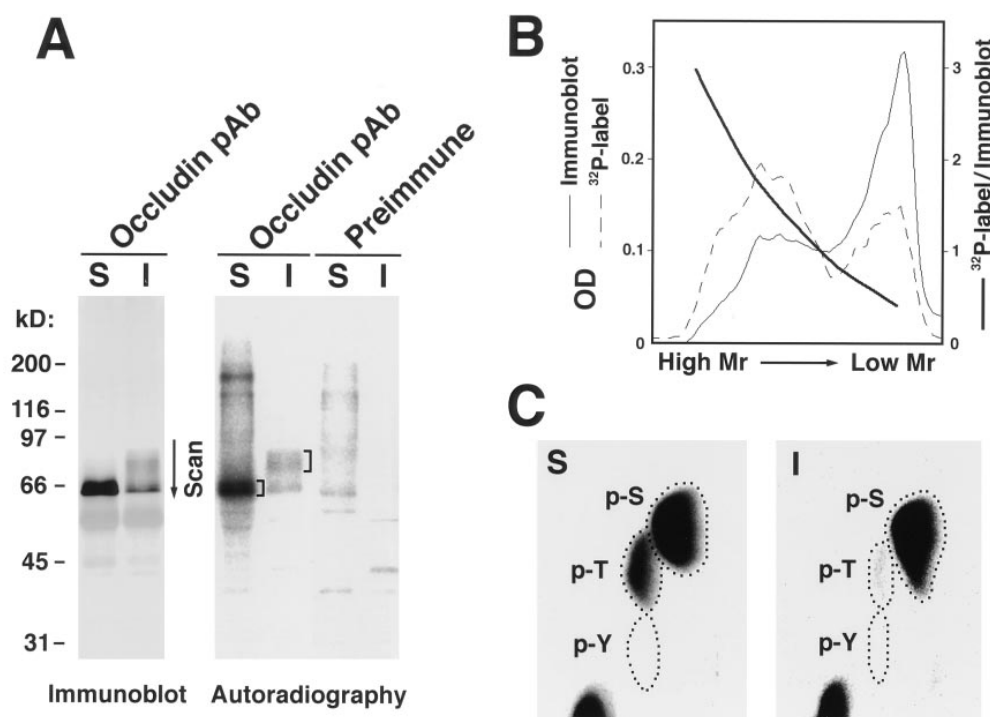 A
Occludin pAb
Occludin pAb
Preimmune
S I S I S I
kD:
200 –
116 –
97 –
66 –
45 –
31 –
Scan
Immunoblot Autoradiography
B
OD
Immunoblot
³²P-label
0.3
0.2
0.1
0
3
2
1
0
³²P-label/Immunoblot
High Mr Low Mr
C
S
p-S
p-T
p-Y
I
p-S
p-T
p-Y